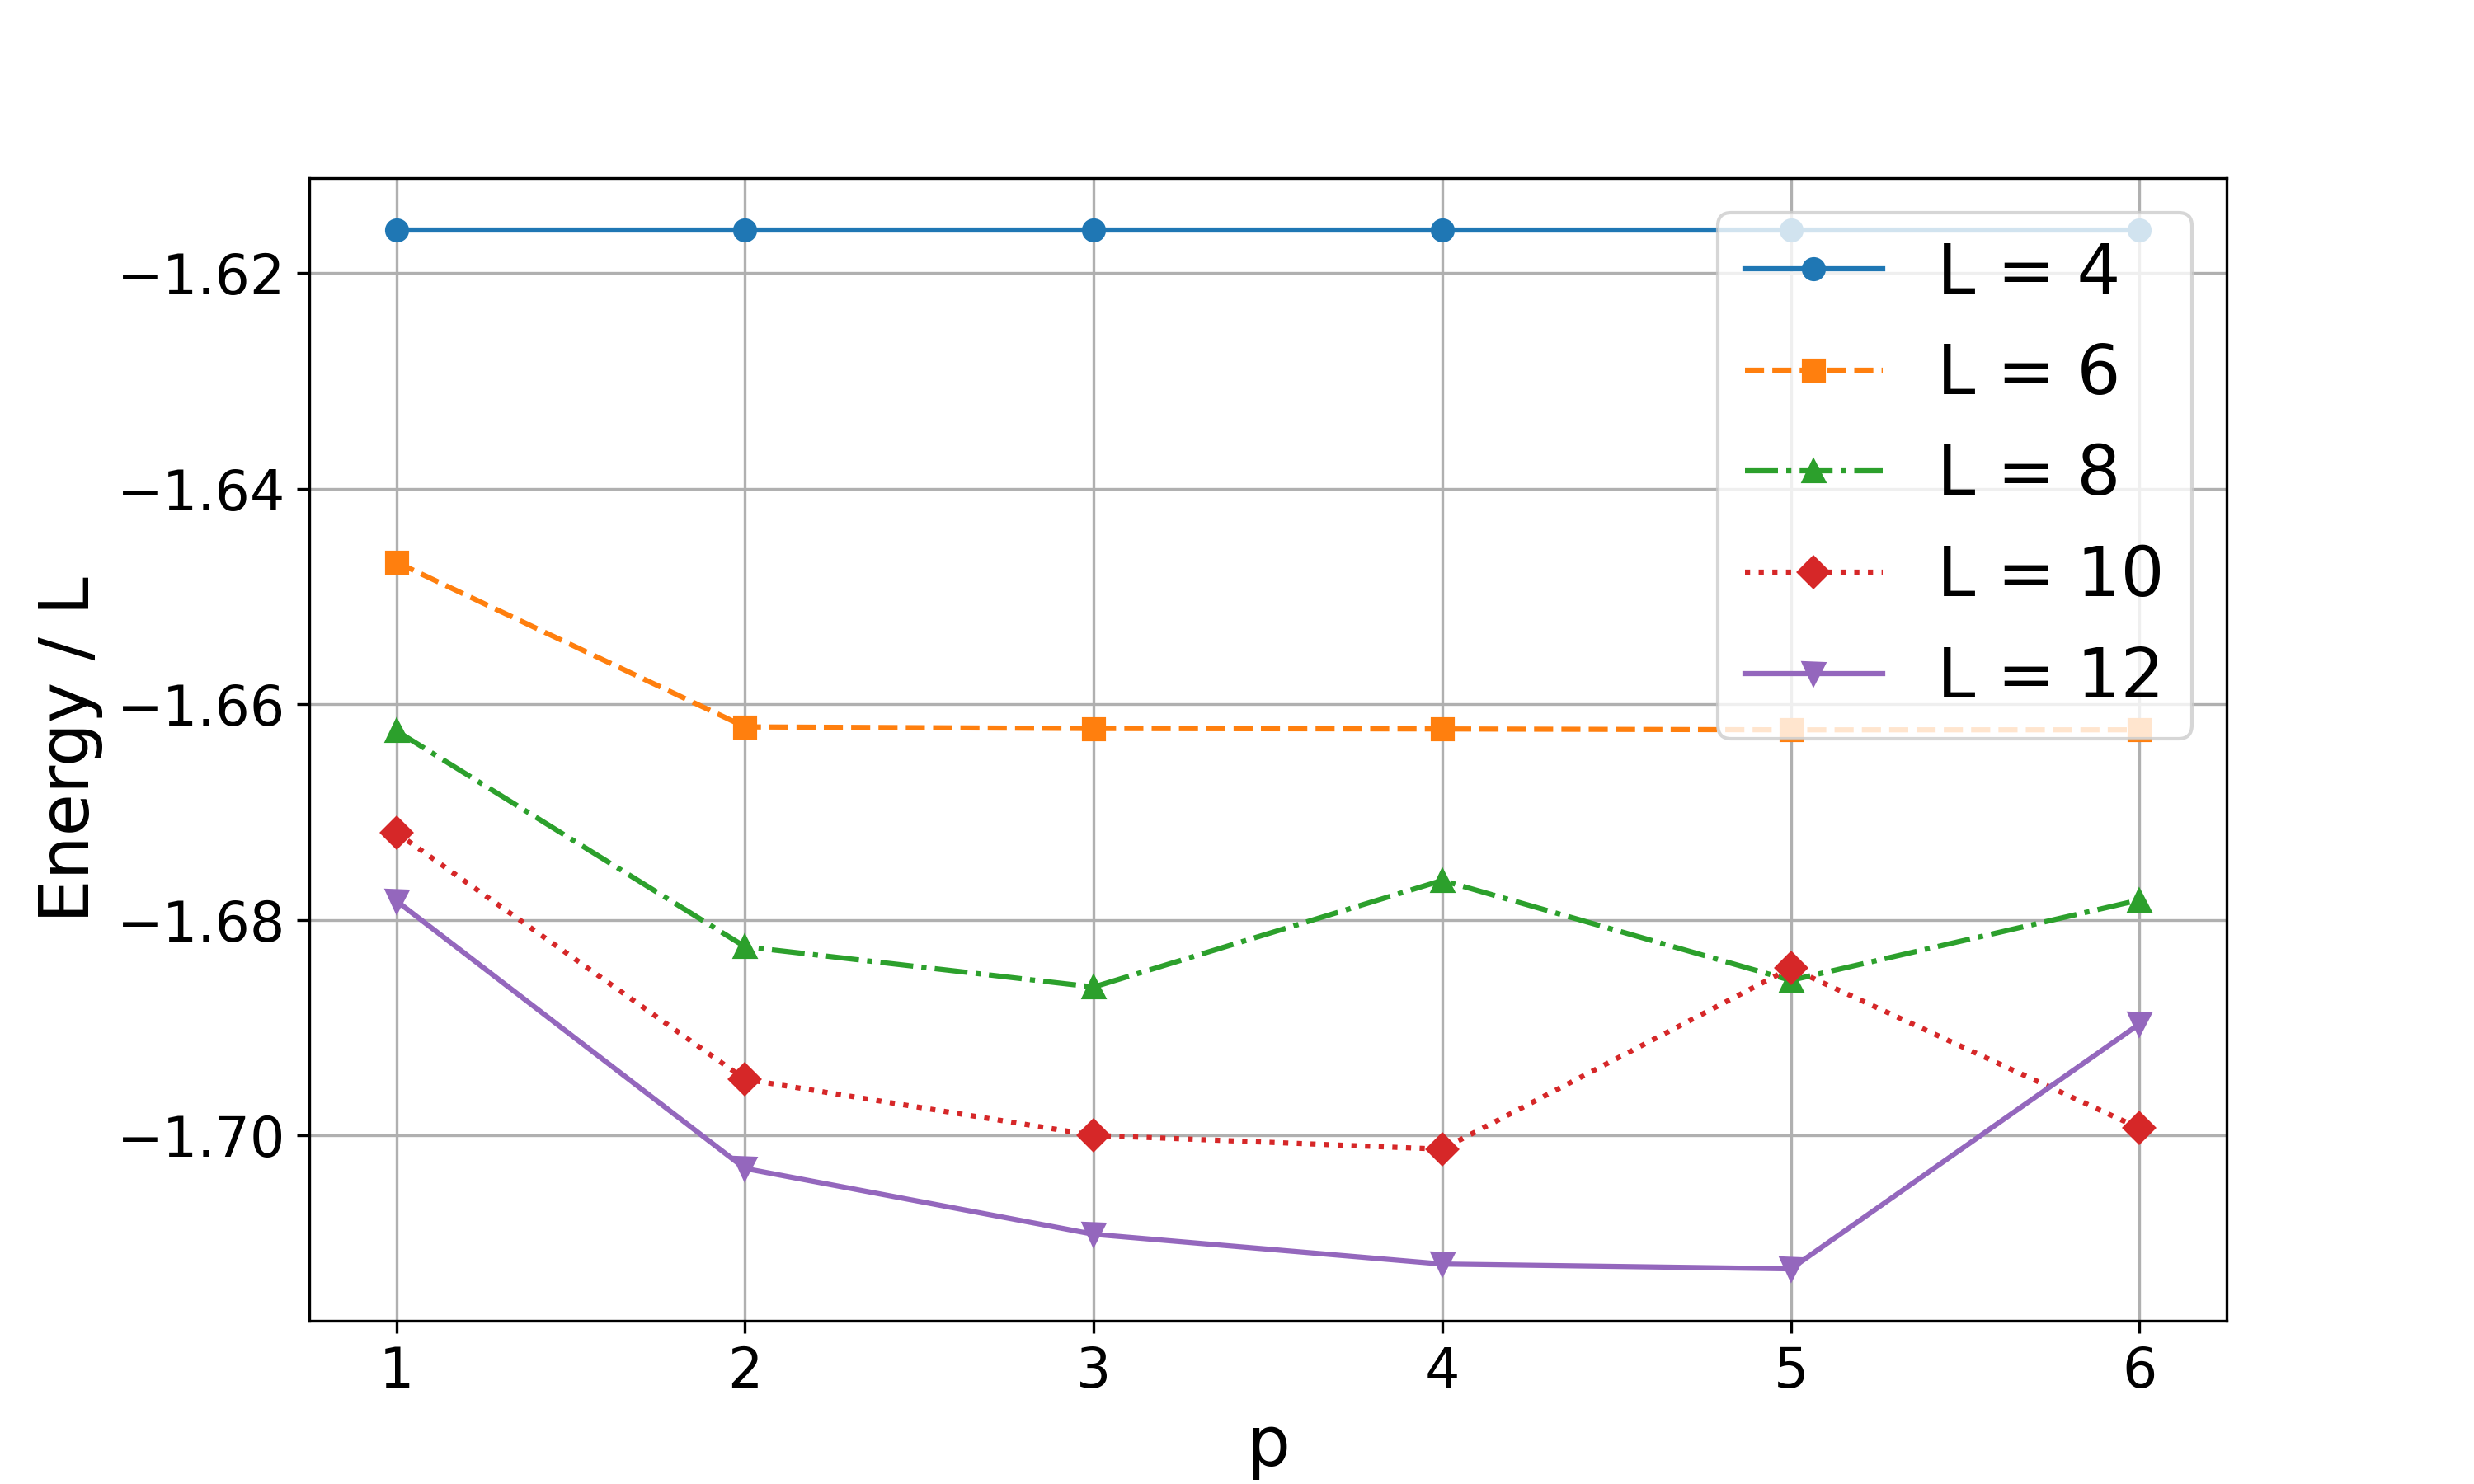 Energy / L
−1.62
−1.64
−1.66
−1.68
−1.70
L = 4
L = 6
L = 8
L = 10
L = 12
1 2 3 4 5 6
p